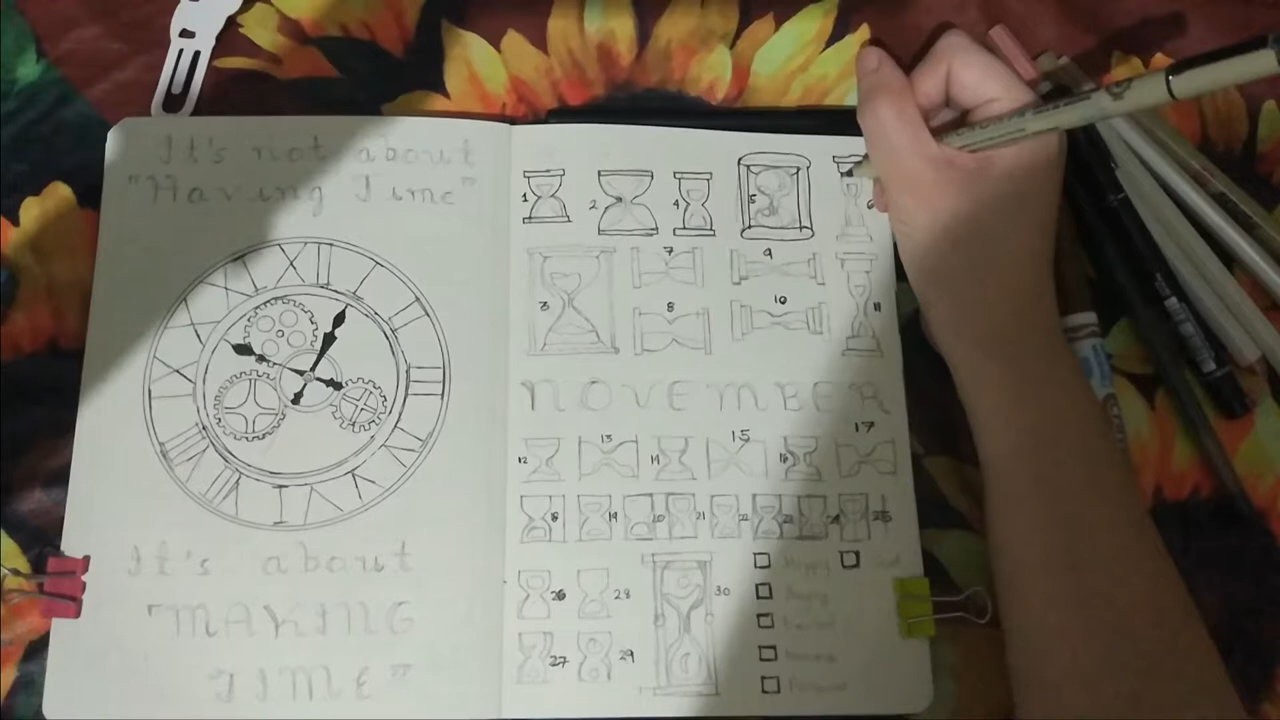 It's not about
"Having Time"
It's about
MAKING
TIME"
1 2 4 5 6
3 7 9 11
8 10
NOVEMBER
12 13 14 15 16 17
18 19 20 21 22 23 24 25
26 28 30
27 29
Happy